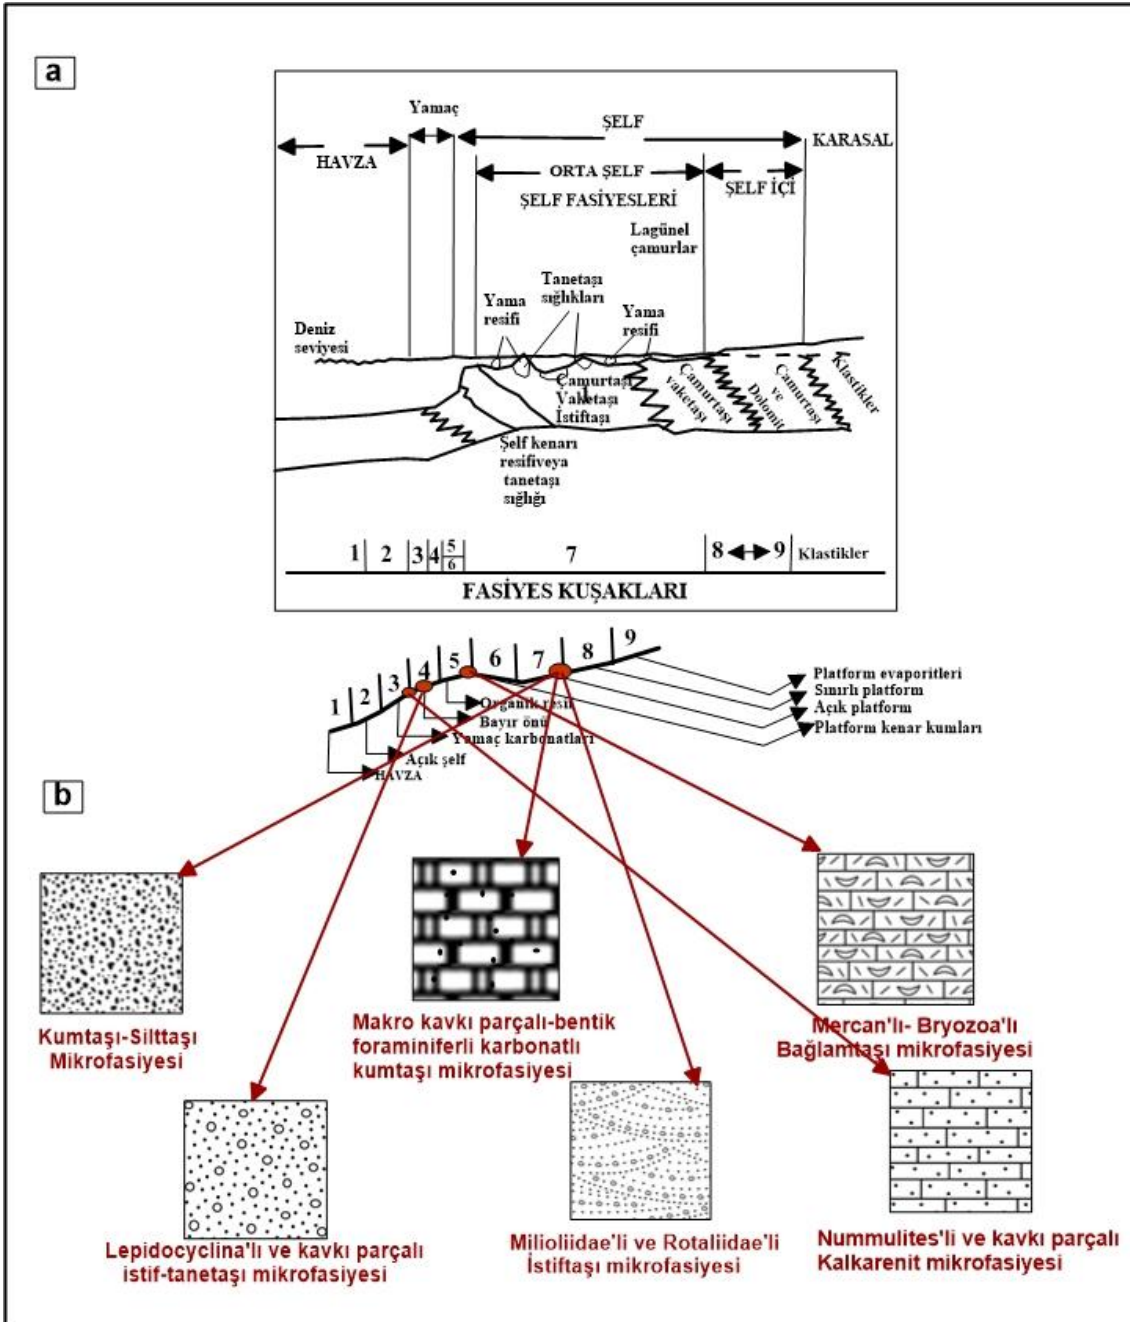 a
Yamaç
ŞELF
KARASAL
HAVZA
ORTA ŞELF
ŞELF İÇİ
ŞELF FASİYESLERİ
Lagünel
çamurlar
Tanetaşı
sığlıkları
Yama
resifi
Yama
resifi
Deniz
seviyesi
Çamurtaşı
Vaketaşı
İstiftaşı
1
Çamurtaşı
vaketaşı
Çamurtaşı
ve
Dolomit
Klastikler
Şelf kenarı
resifiveya
tanetaşı
sığlığı
1 2 3 4 5 6 7 8 9 Klastikler
FASİYES KUŞAKLARI
1 2 3 4 5 6 7 8 9
Platform evaporitleri
Sınırlı platform
Açık platform
Platform kenar kumları
Organik resif
Bayır önü
Yamaç karbonatları
Açık şelf
HAVZA
b
Kumtaşı-Silttaşı
Mikrofasiyesi
Makro kavkı parçalı-bentik
foraminiferli karbonatlı
kumtaşı mikrofasiyesi
Mercan'lı- Bryozoa'lı
Bağlamtaşı mikrofasiyesi
Lepidocyclina'lı ve kavkı parçalı
istif-tanetaşı mikrofasiyesi
Milioliidae'li ve Rotaliidae'li
İstiftaşı mikrofasiyesi
Nummulites'li ve kavkı parçalı
Kalkarenit mikrofasiyesi